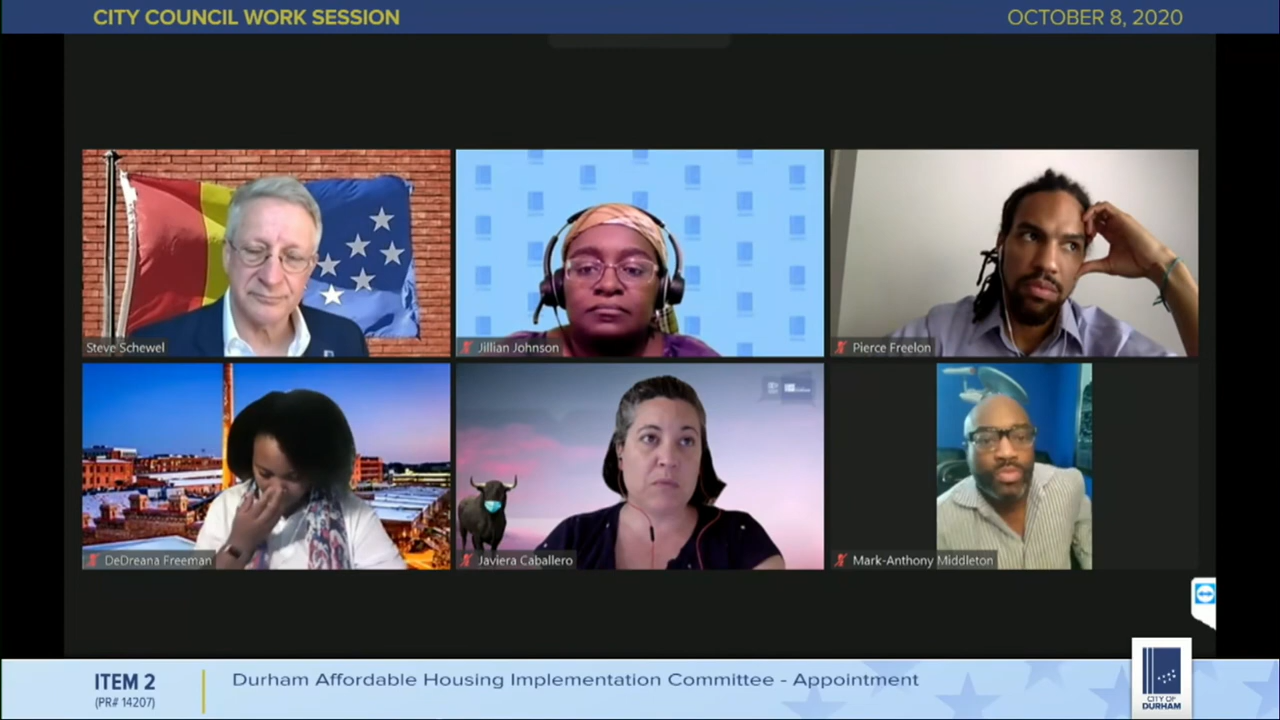 CITY COUNCIL WORK SESSION
OCTOBER 8, 2020
Steve Schewel
Jillian Johnson
Pierce Freelon
DeDreana Freeman
Javiera Caballero
Mark-Anthony Middleton
ITEM 2
(PR# 14207)
Durham Affordable Housing Implementation Committee - Appointment
CITY OF
DURHAM